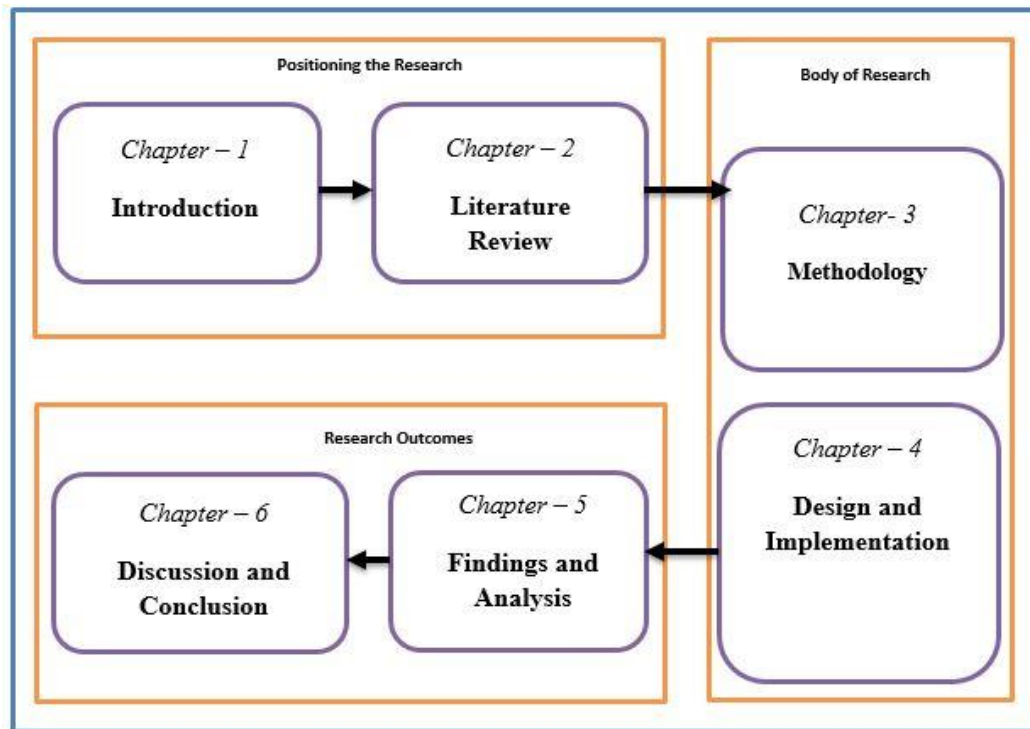 Positioning the Research
Chapter – 1
Introduction
Chapter – 2
Literature
Review
Body of Research
Chapter- 3
Methodology
Chapter – 4
Design and
Implementation
Research Outcomes
Chapter – 5
Findings and
Analysis
Chapter – 6
Discussion and
Conclusion